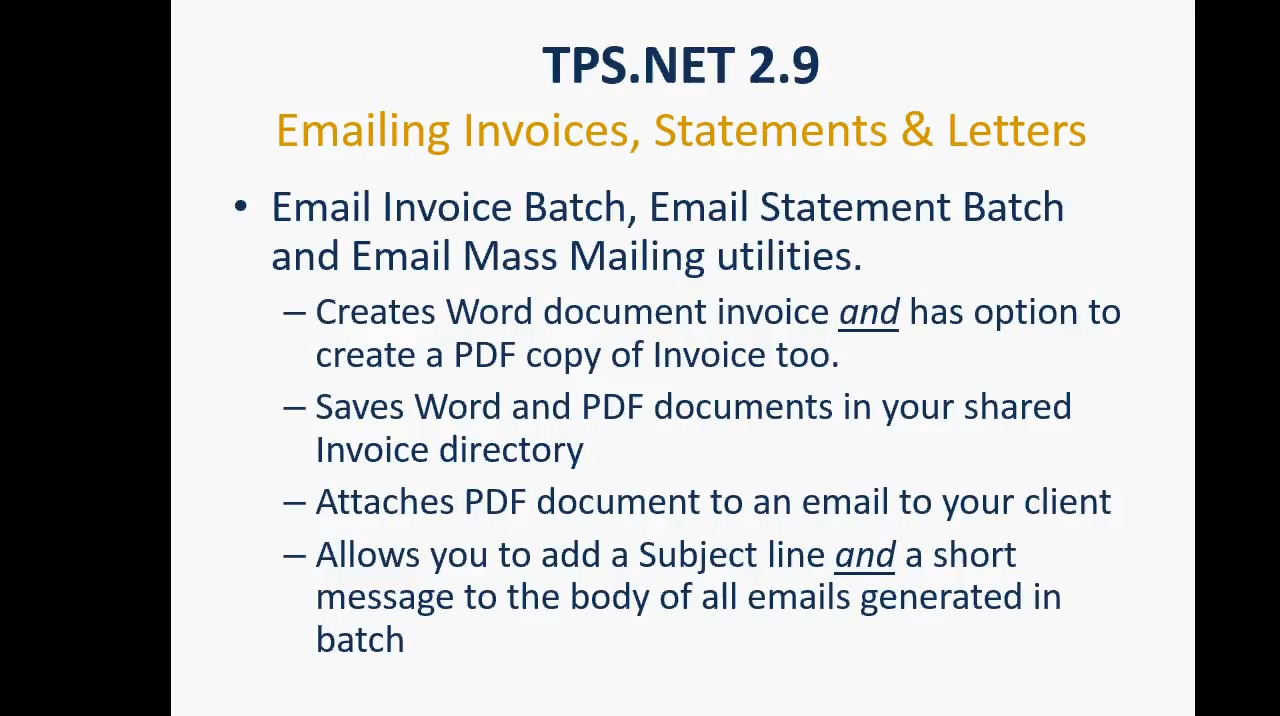 TPS.NET 2.9
Emailing Invoices, Statements & Letters
• Email Invoice Batch, Email Statement Batch
and Email Mass Mailing utilities.
– Creates Word document invoice and has option to
create a PDF copy of Invoice too.
– Saves Word and PDF documents in your shared
Invoice directory
– Attaches PDF document to an email to your client
– Allows you to add a Subject line and a short
message to the body of all emails generated in
batch